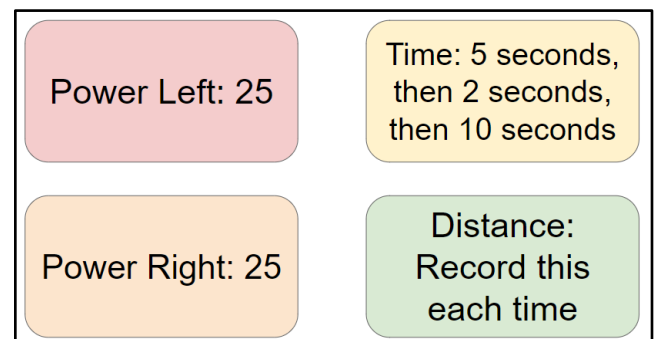 Power Left: 25
Time: 5 seconds,
then 2 seconds,
then 10 seconds
Power Right: 25
Distance:
Record this
each time